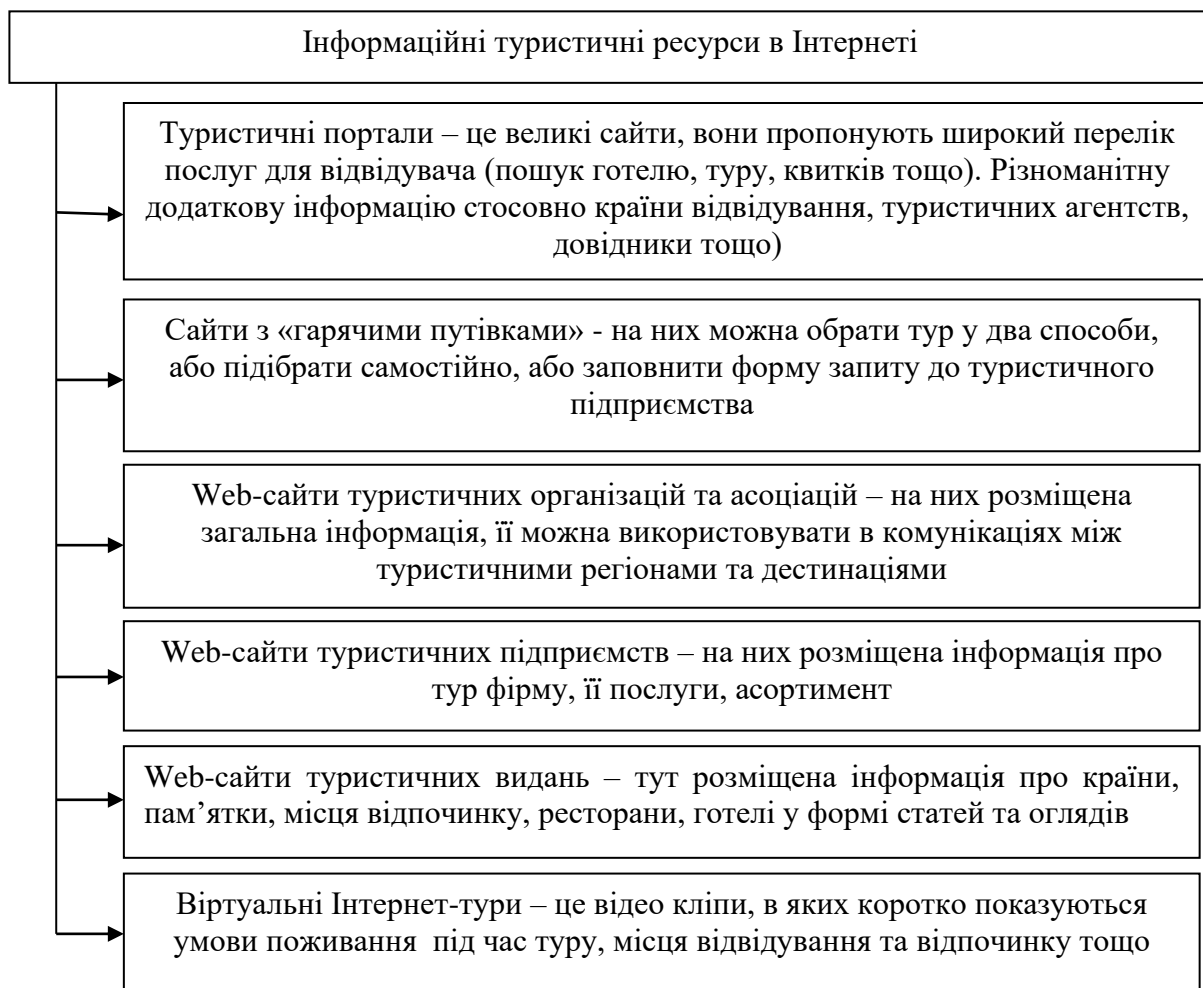 Інформаційні туристичні ресурси в Інтернеті
Туристичні портали – це великі сайти, вони пропонують широкий перелік
послуг для відвідувача (пошук готелю, туру, квитків тощо). Різноманітну
додаткову інформацію стосовно країни відвідування, туристичних агентств,
довідники тощо)
Сайти з «гарячими путівками» - на них можна обрати тур у два способи,
або підібрати самостійно, або заповнити форму запиту до туристичного
підприємства
Web-сайти туристичних організацій та асоціацій – на них розміщена
загальна інформація, її можна використовувати в комунікаціях між
туристичними регіонами та дестинаціями
Web-сайти туристичних підприємств – на них розміщена інформація про
тур фірму, її послуги, асортимент
Web-сайти туристичних видань – тут розміщена інформація про країни,
пам’ятки, місця відпочинку, ресторани, готелі у формі статей та оглядів
Віртуальні Інтернет-тури – це відео кліпи, в яких коротко показуються
умови поживання під час туру, місця відвідування та відпочинку тощо